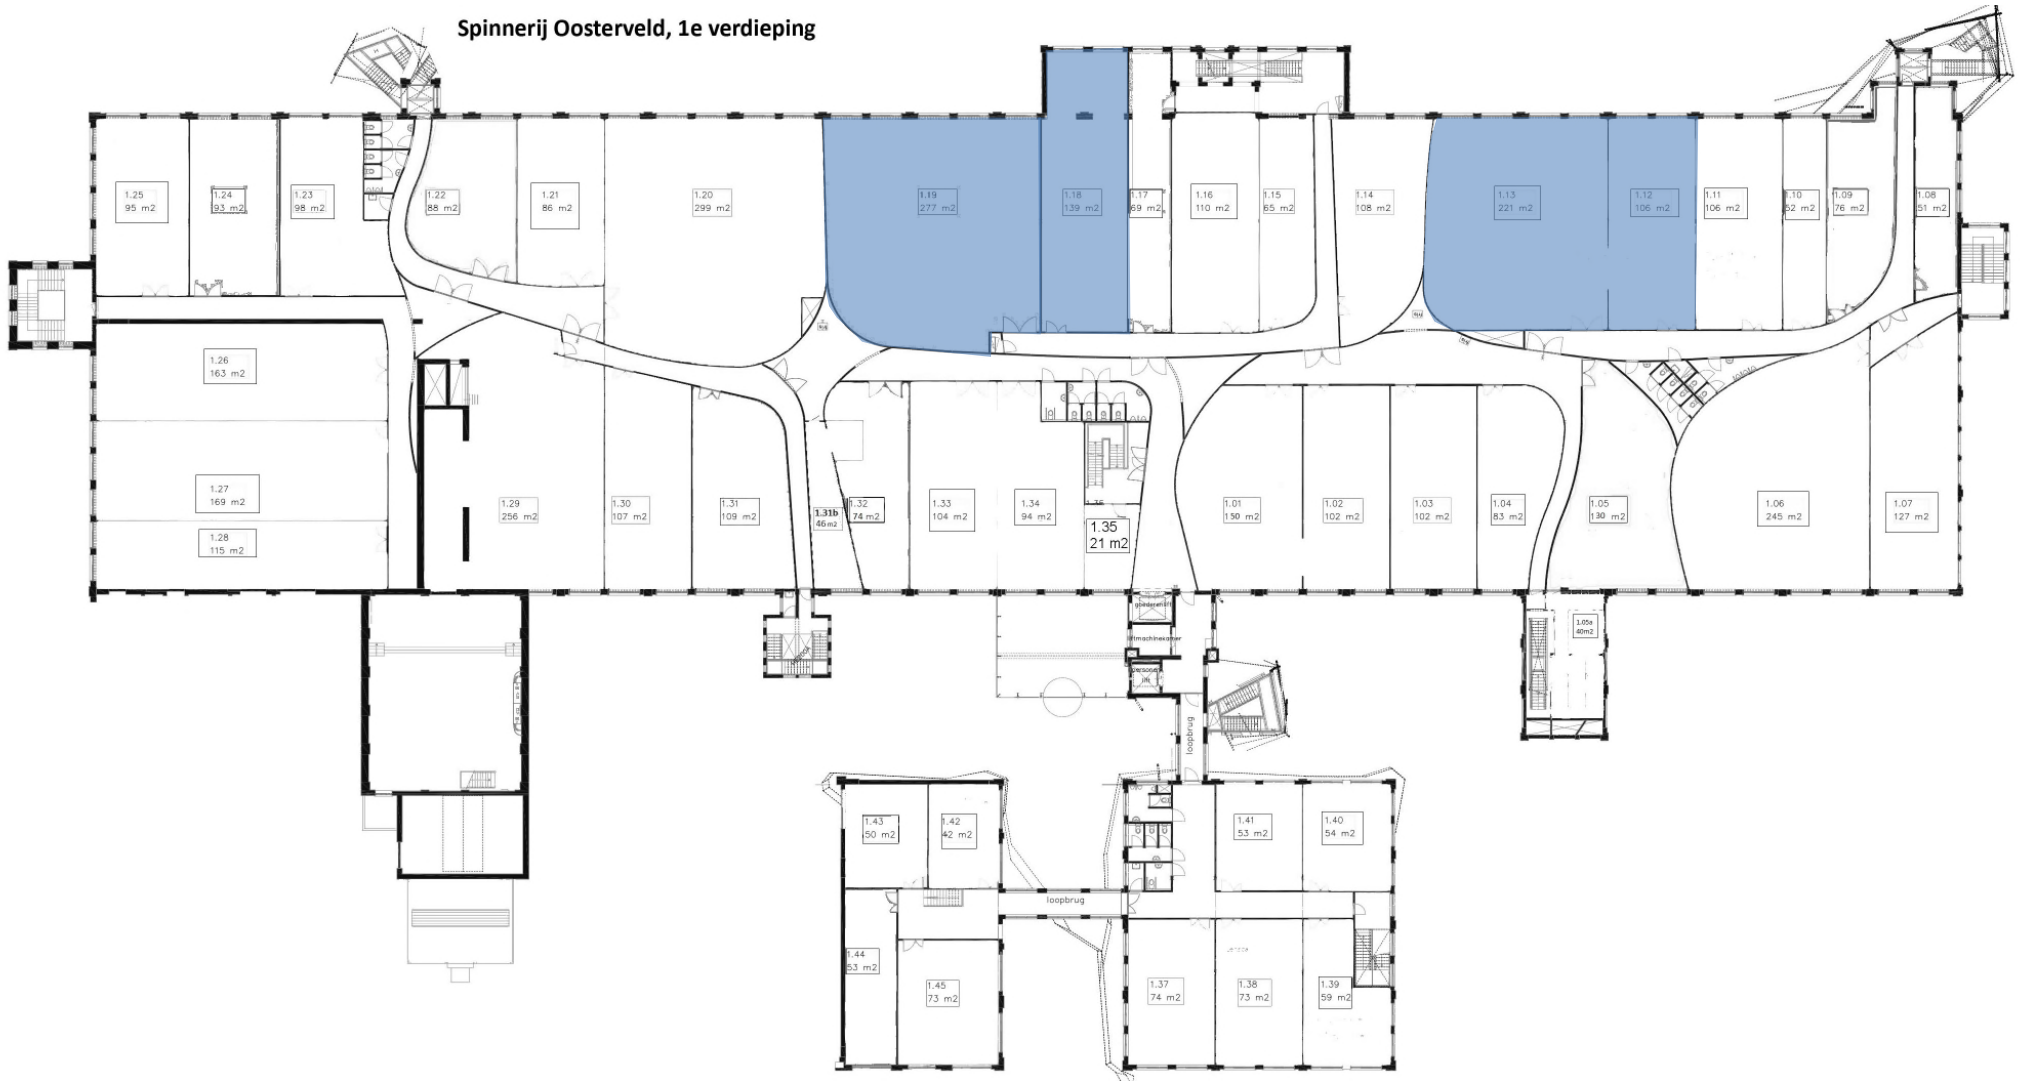 Spinnerij Oosterveld, 1e verdieping
1.25
95 m2
1.24
93 m2
1.23
98 m2
1.22
88 m2
1.21
86 m2
1.20
299 m2
1.19
277 m2
1.18
139 m2
1.17
69 m2
1.16
110 m2
1.15
65 m2
1.14
108 m2
1.13
221 m2
1.12
106 m2
1.11
106 m2
1.10
52 m2
1.09
76 m2
1.08
51 m2
1.26
163 m2
1.27
169 m2
1.28
115 m2
1.29
256 m2
1.30
107 m2
1.31
109 m2
1.31b
46 m2
1.32
74 m2
1.33
104 m2
1.34
94 m2
1.35
21 m2
1.01
150 m2
1.02
102 m2
1.03
102 m2
1.04
83 m2
1.05
130 m2
1.06
245 m2
1.07
127 m2
1.05a
40m2
goederenlift
liftmachinekamer
personen
lift
loopbrug
1.43
50 m2
1.42
42 m2
1.41
53 m2
1.40
54 m2
loopbrug
1.44
53 m2
1.45
73 m2
1.37
74 m2
1.38
73 m2
1.39
59 m2